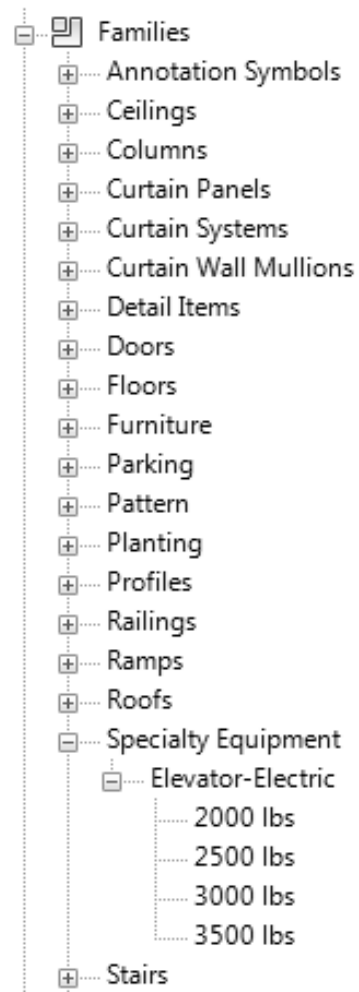 Families
Annotation Symbols
Ceilings
Columns
Curtain Panels
Curtain Systems
Curtain Wall Mullions
Detail Items
Doors
Floors
Furniture
Parking
Pattern
Planting
Profiles
Railings
Ramps
Roofs
Specialty Equipment
Elevator-Electric
2000 lbs
2500 lbs
3000 lbs
3500 lbs
Stairs